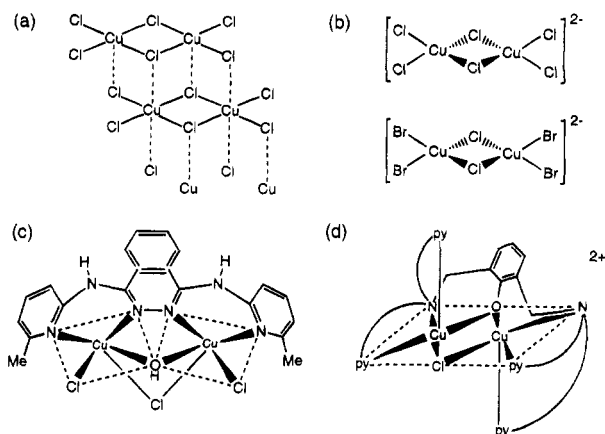 (a)
Cl Cl Cl
Cu Cu
Cl Cl Cl
Cl Cl Cl
Cu Cu
Cl Cl Cl
Cl Cl
Cu Cu
(b)
Cl Cl Cl 2-
Cu Cu
Cl Cl Cl
Br Cl Br 2-
Cu Cu
Br Cl Br
(c)
H H
N N
N N N N
Me Cu Cu Me
O
H
Cl Cl
Cl
(d)
py 2+
N O N
Cu Cu
py Cl py
py